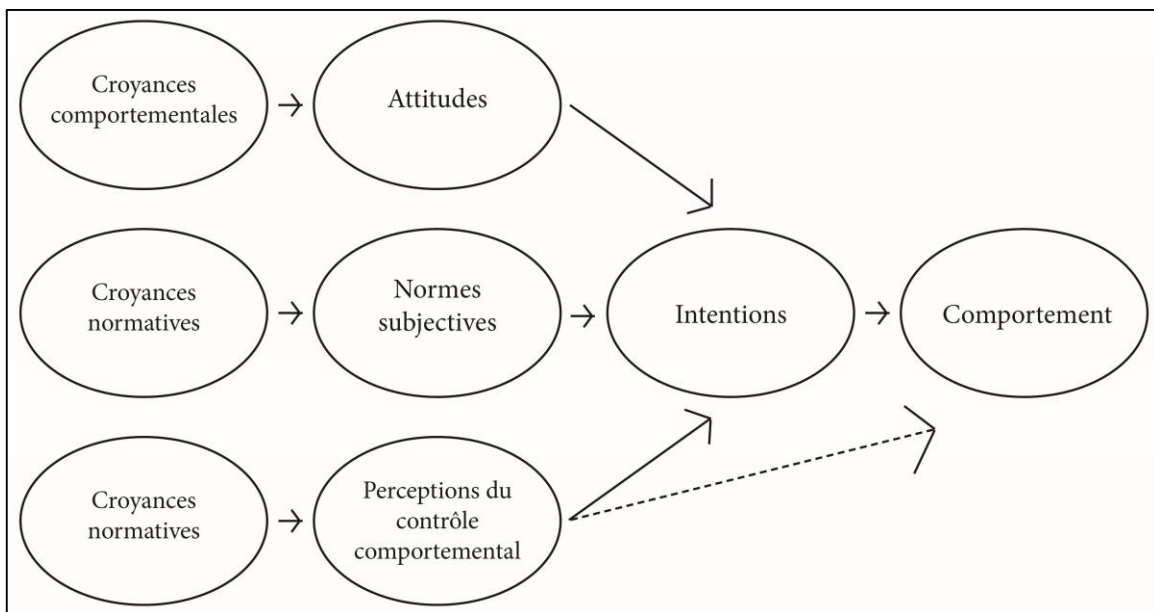 Croyances
comportementales
Attitudes
Croyances
normatives
Normes
subjectives
Intentions
Comportement
Croyances
normatives
Perceptions du
contrôle
comportemental